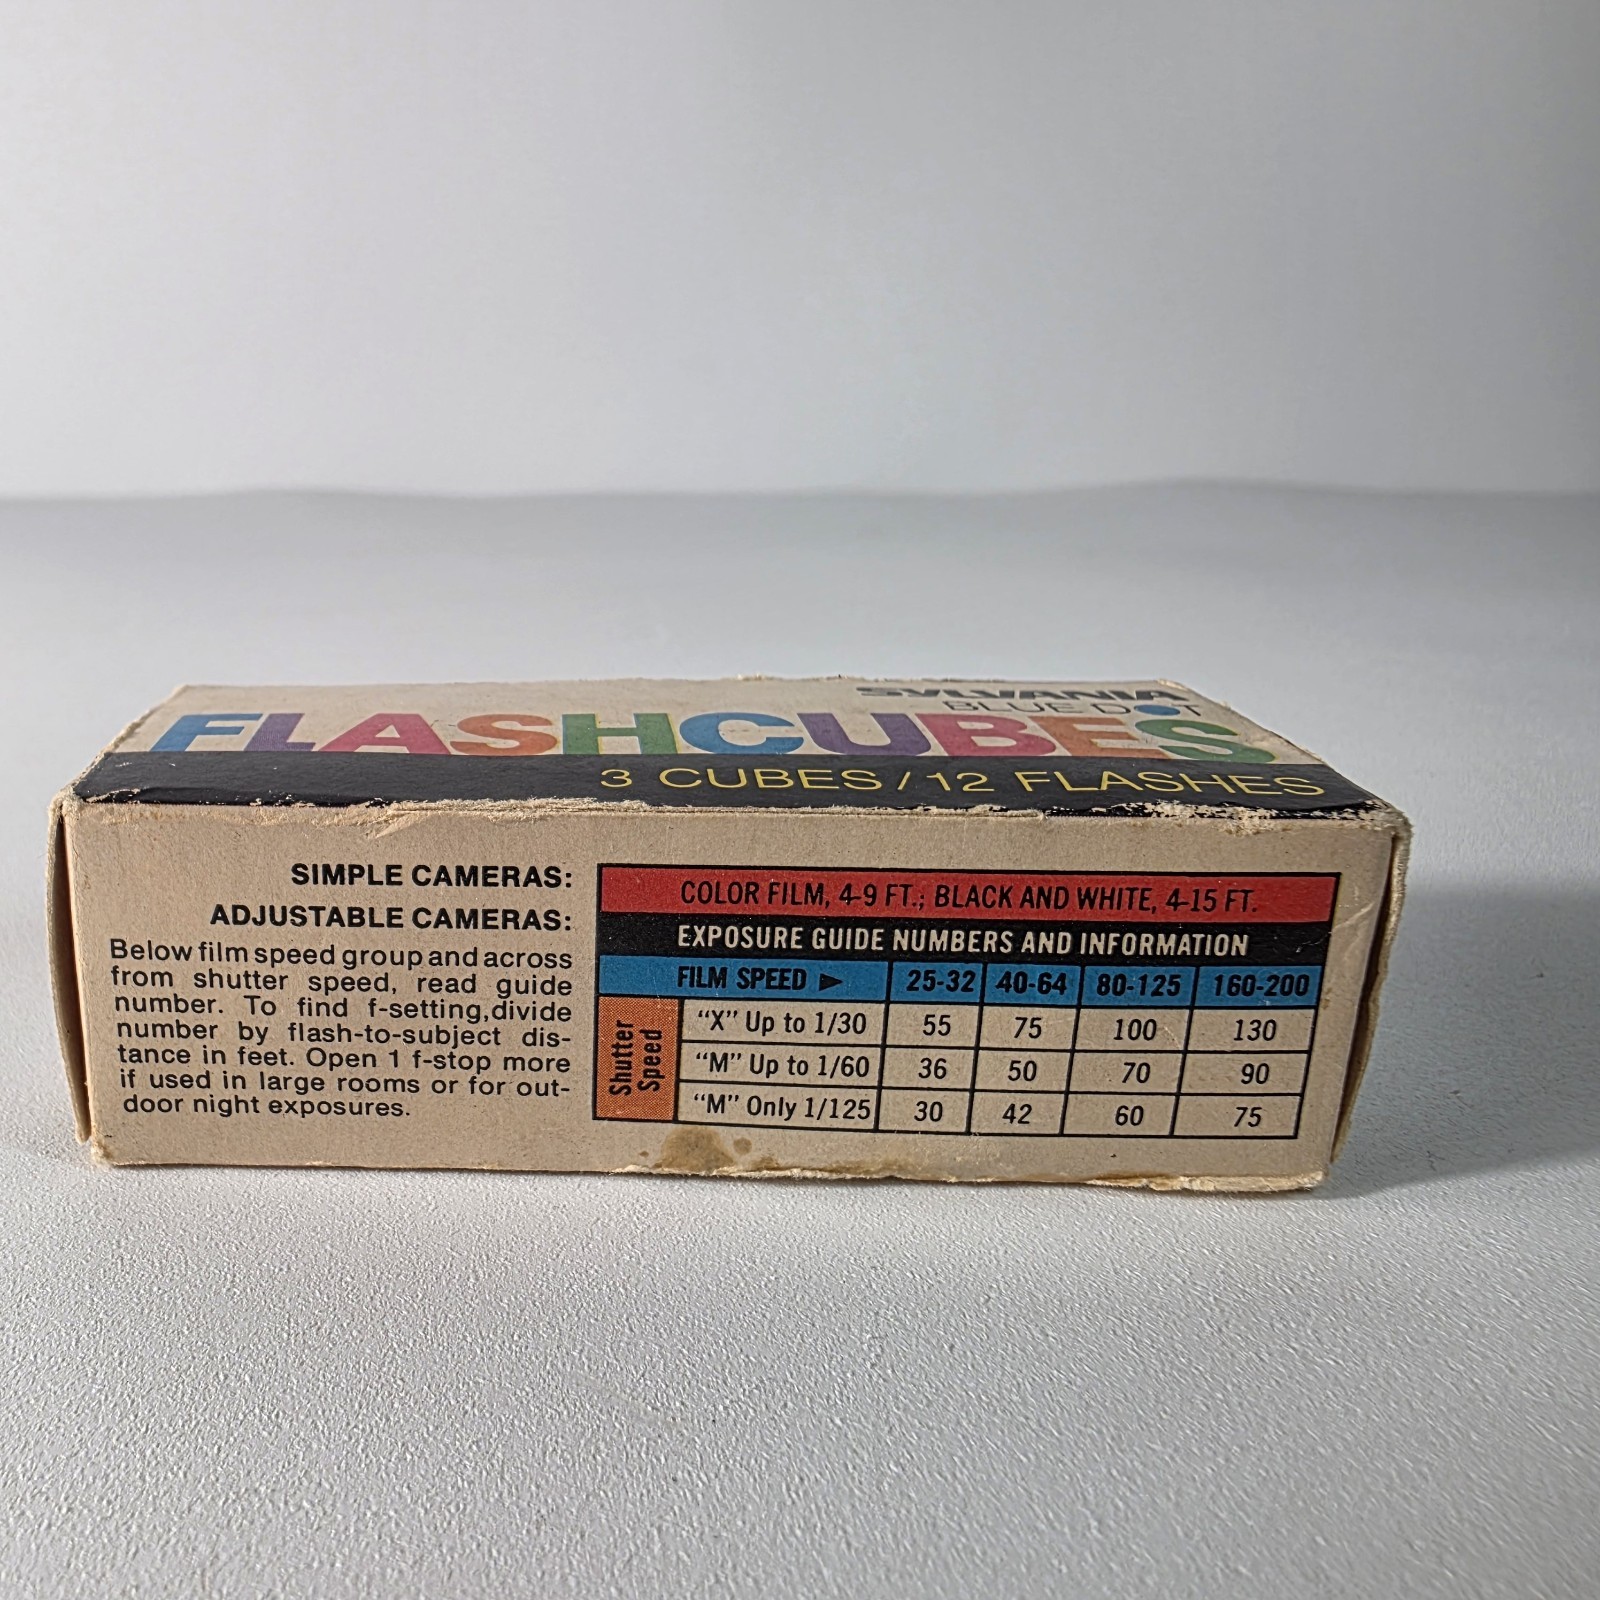 SYLVANIA
BLUE DOT
FLASHCUBES
3 CUBES / 12 FLASHES
SIMPLE CAMERAS:
ADJUSTABLE CAMERAS:
Below film speed group and across
from shutter speed, read guide
number. To find f-setting,divide
number by flash-to-subject dis-
tance in feet. Open 1 f-stop more
if used in large rooms or for out-
door night exposures.
COLOR FILM, 4-9 FT.; BLACK AND WHITE, 4-15 FT.
EXPOSURE GUIDE NUMBERS AND INFORMATION
FILM SPEED ► 25-32 40-64 80-125 160-200
Shutter
Speed
"X" Up to 1/30 55 75 100 130
"M" Up to 1/60 36 50 70 90
"M" Only 1/125 30 42 60 75